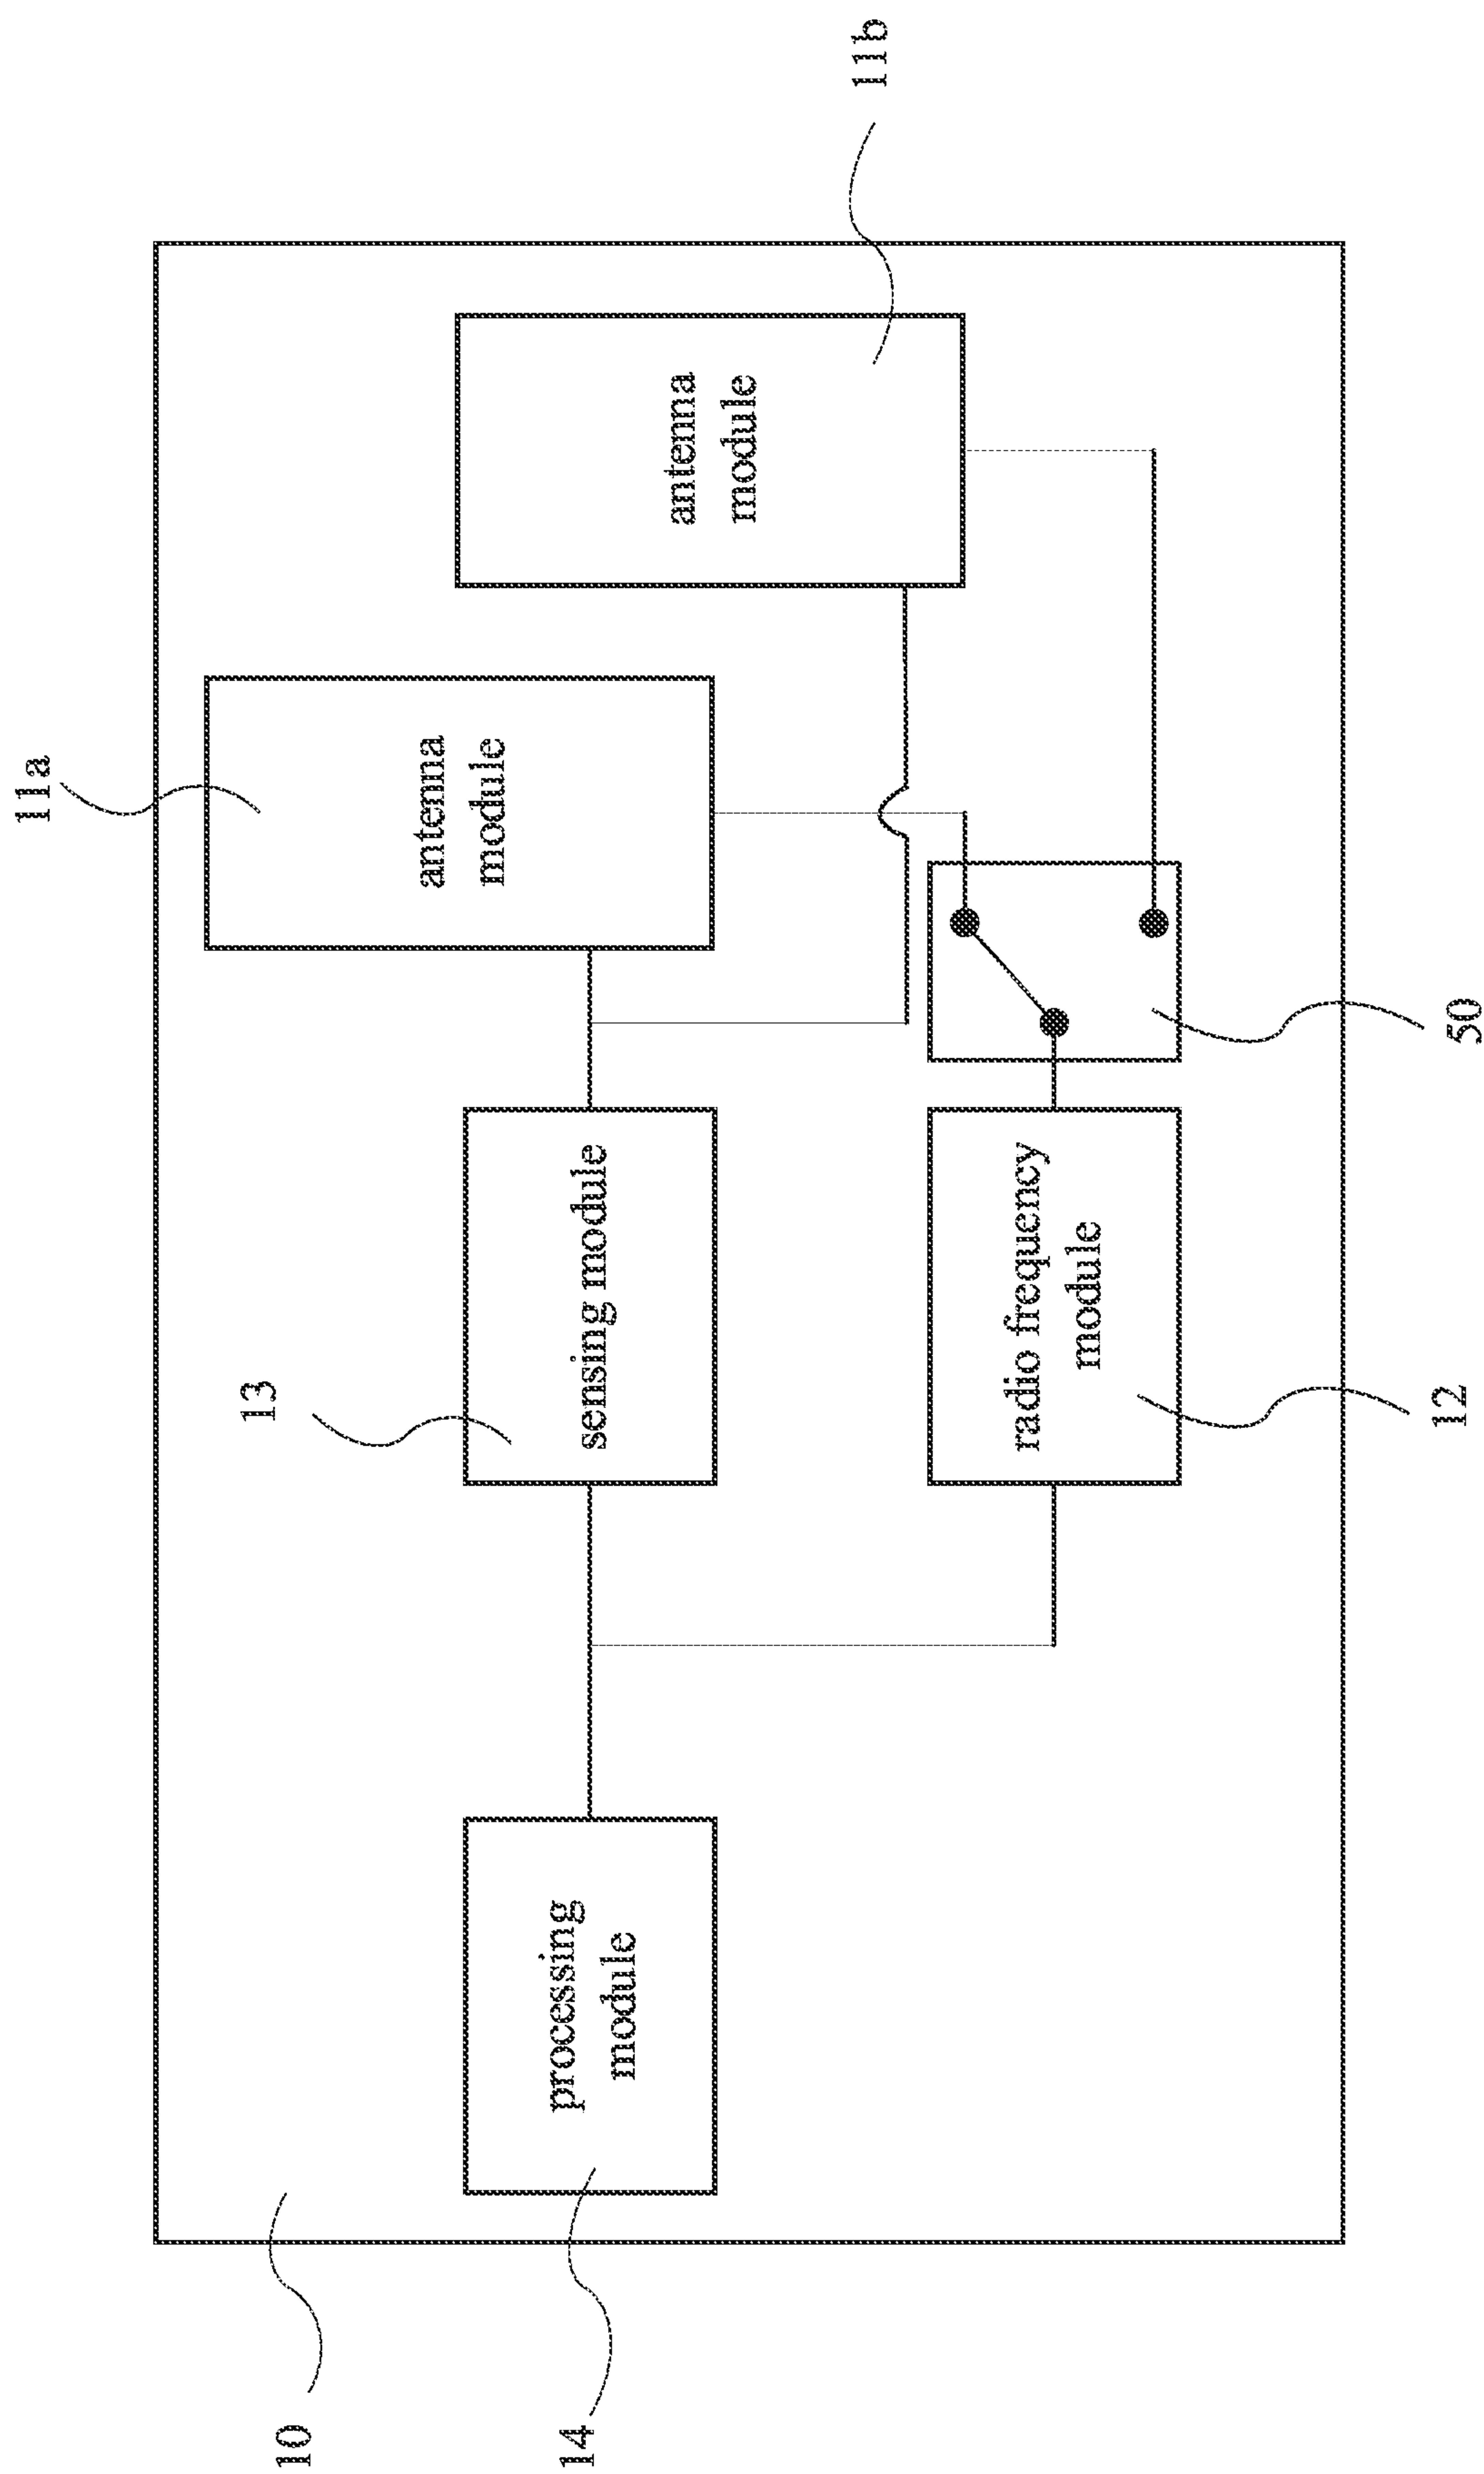 11a
11b
antenna
module
antenna
module
13
sensing module
50
radio frequency
module
12
processing
module
10
14